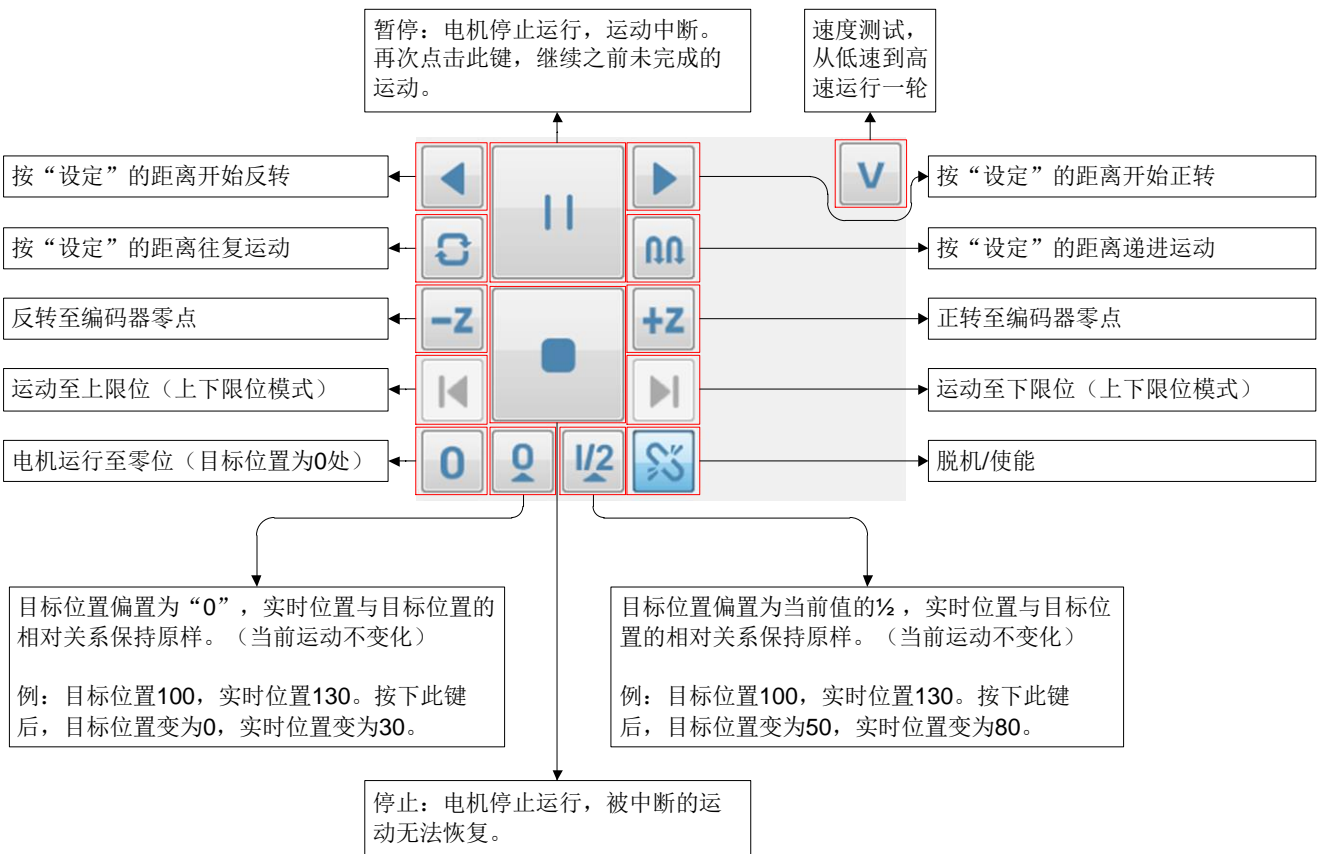 暂停：电机停止运行，运动中断。
再次点击此键，继续之前未完成的
运动。
速度测试，
从低速到高
速运行一轮
按“设定”的距离开始反转
V
按“设定”的距离开始正转
按“设定”的距离往复运动
按“设定”的距离递进运动
反转至编码器零点
-Z
+Z
正转至编码器零点
运动至上限位（上下限位模式）
运动至下限位（上下限位模式）
电机运行至零位（目标位置为0处）
0
0
1/2
脱机/使能
目标位置偏置为“0”，实时位置与目标位置的
相对关系保持原样。（当前运动不变化）
例：目标位置100，实时位置130。按下此键
后，目标位置变为0，实时位置变为30。
目标位置偏置为当前值的½ ，实时位置与目标位
置的相对关系保持原样。（当前运动不变化）
例：目标位置100，实时位置130。按下此键
后，目标位置变为50，实时位置变为80。
停止：电机停止运行，被中断的运
动无法恢复。